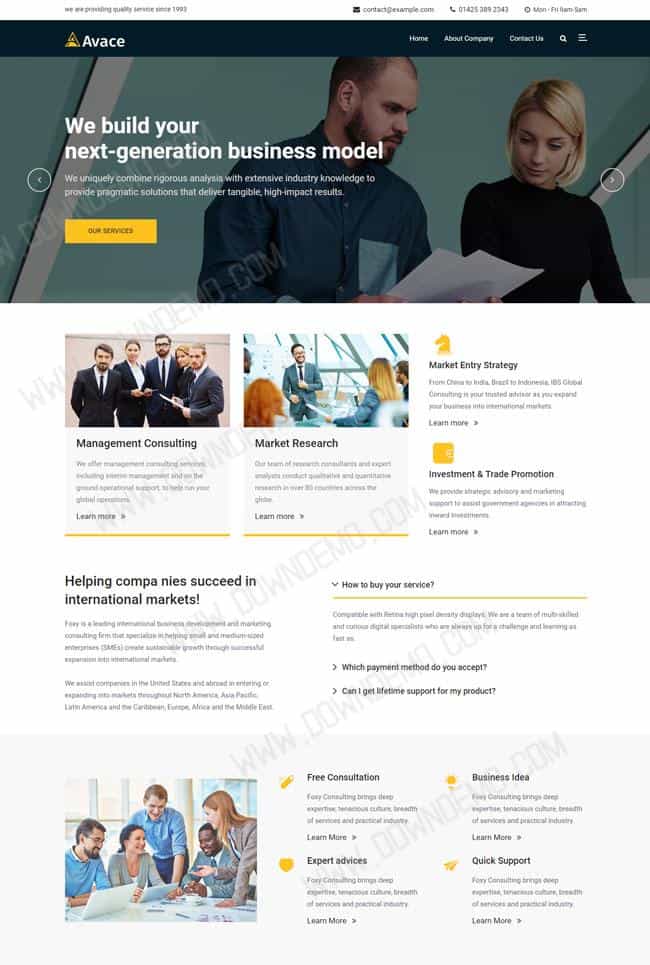 we are providing quality service since 1993
contact@example.com 01425 389 2343 Mon - Fri 9am-5am
Avace
Home About Company Contact Us
We build your
next-generation business model
We uniquely combine rigorous analysis with extensive industry knowledge to
provide pragmatic solutions that deliver tangible, high-impact results.
OUR SERVICES
Management Consulting
We offer management consulting services,
including interim management and on the
ground operational support, to help run your
global operations.
Learn more »
Market Research
Our team of research consultants and expert
analysts conduct qualitative and quantitative
research in over 80 countries across the
globe.
Learn more »
Market Entry Strategy
From China to India, Brazil to Indonesia, IBS Global
Consulting is your trusted advisor as you expand
your business into international markets.
Learn more »
Investment & Trade Promotion
We provide strategic advisory and marketing
support to assist government agencies in attracting
inward investments.
Learn more »
Helping compa nies succeed in
international markets!
Foxy is a leading international business development and marketing
consulting firm that specialize in helping small and medium-sized
enterprises (SMEs) create sustainable growth through successful
expansion into international markets.
We assist companies in the United States and abroad in entering or
expanding into markets throughout North America, Asia Pacific,
Latin America and the Caribbean, Europe, Africa and the Middle East.
How to buy your service?
Compatible with Retina high pixel density displays. We are a team of multi-skilled
and curious digital specialists who are always up for a challenge and learning as
fast as.
Which payment method do you accept?
Can I get lifetime support for my product?
Free Consultation
Foxy Consulting brings deep
expertise, tenacious culture, breadth
of services and practical industry.
Learn More »
Business Idea
Foxy Consulting brings deep
expertise, tenacious culture, breadth
of services and practical industry.
Learn More »
Expert advices
Foxy Consulting brings deep
expertise, tenacious culture, breadth
of services and practical industry.
Learn More »
Quick Support
Foxy Consulting brings deep
expertise, tenacious culture, breadth
of services and practical industry.
Learn More »
WWW.DOWNDEMO.COM
WWW.DOWNDEMO.COM
WWW.DOWNDEMO.COM
WWW.DOWNDEMO.COM